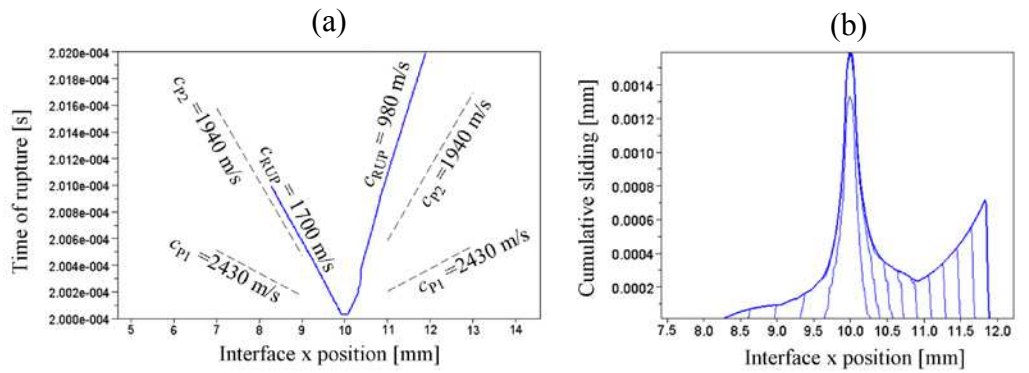 (a)
2.020e-004
2.018e-004
2.016e-004
2.014e-004
2.012e-004
2.010e-004
2.008e-004
2.006e-004
2.004e-004
2.002e-004
2.000e-004
Time of rupture [s]
cP2 =1940 m/s
cRUP = 1700 m/s
cP1 =2430 m/s
cRUP = 980 m/s
cP2 =1940 m/s
cP1 =2430 m/s
5 6 7 8 9 10 11 12 13 14
Interface x position [mm]
(b)
0.0014
0.0012
0.0010
0.0008
0.0006
0.0004
0.0002
Cumulative sliding [mm]
7.5 8.0 8.5 9.0 9.5 10.0 10.5 11.0 11.5 12.0
Interface x position [mm]